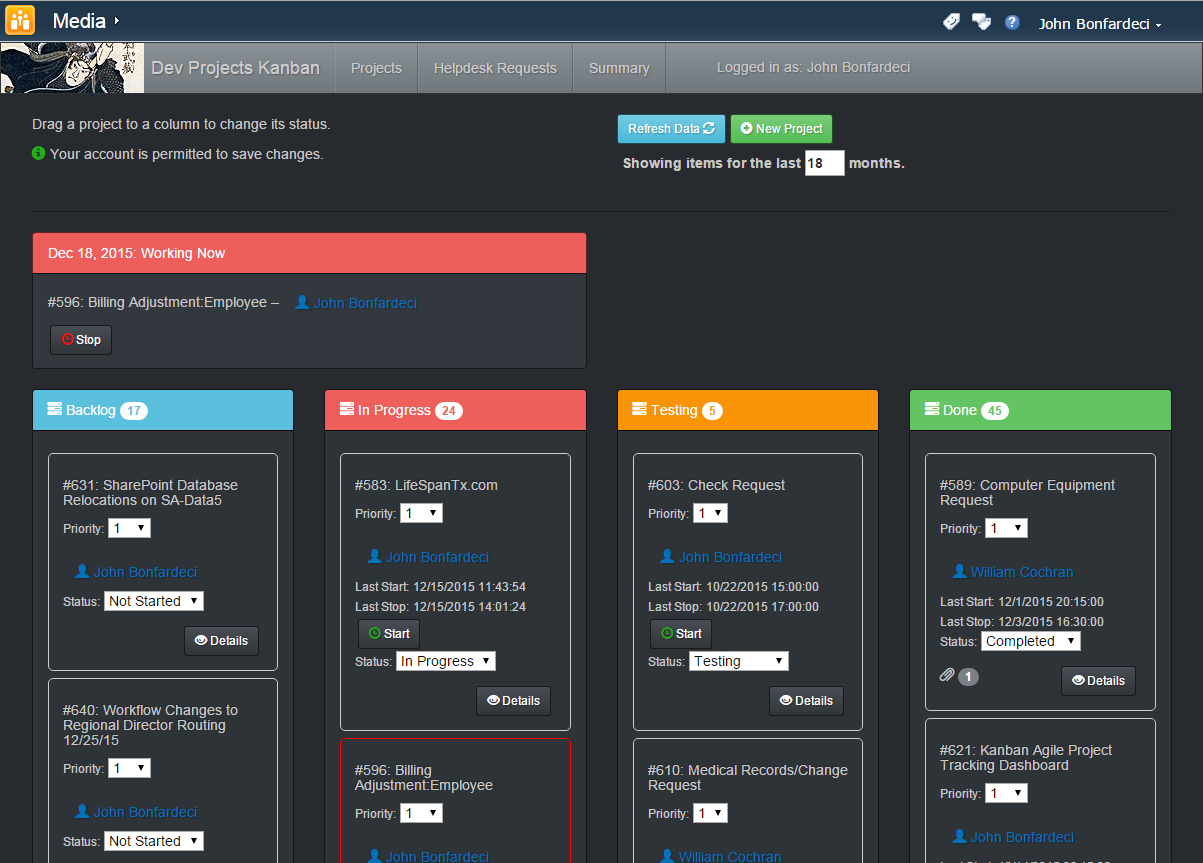 Media
John Bonfardeci
Dev Projects Kanban
Projects
Helpdesk Requests
Summary
Logged in as: John Bonfardeci
Drag a project to a column to change its status.
Your account is permitted to save changes.
Refresh Data
New Project
Showing items for the last 18 months.
Dec 18, 2015: Working Now
#596: Billing Adjustment:Employee –
John Bonfardeci
Stop
Backlog 17
#631: SharePoint Database
Relocations on SA-Data5
Priority: 1
John Bonfardeci
Status: Not Started
Details
#640: Workflow Changes to
Regional Director Routing
12/25/15
Priority: 1
John Bonfardeci
Status: Not Started
In Progress 24
#583: LifeSpanTx.com
Priority: 1
John Bonfardeci
Last Start: 12/15/2015 11:43:54
Last Stop: 12/15/2015 14:01:24
Start
Status: In Progress
Details
#596: Billing
Adjustment:Employee
Priority: 1
John Bonfardeci
Testing 5
#603: Check Request
Priority: 1
John Bonfardeci
Last Start: 10/22/2015 15:00:00
Last Stop: 10/22/2015 17:00:00
Start
Status: Testing
Details
#610: Medical Records/Change
Request
Priority: 1
William Cochran
Done 45
#589: Computer Equipment
Request
Priority: 1
William Cochran
Last Start: 12/1/2015 20:15:00
Last Stop: 12/3/2015 16:30:00
Status: Completed
1
Details
#621: Kanban Agile Project
Tracking Dashboard
Priority: 1
John Bonfardeci